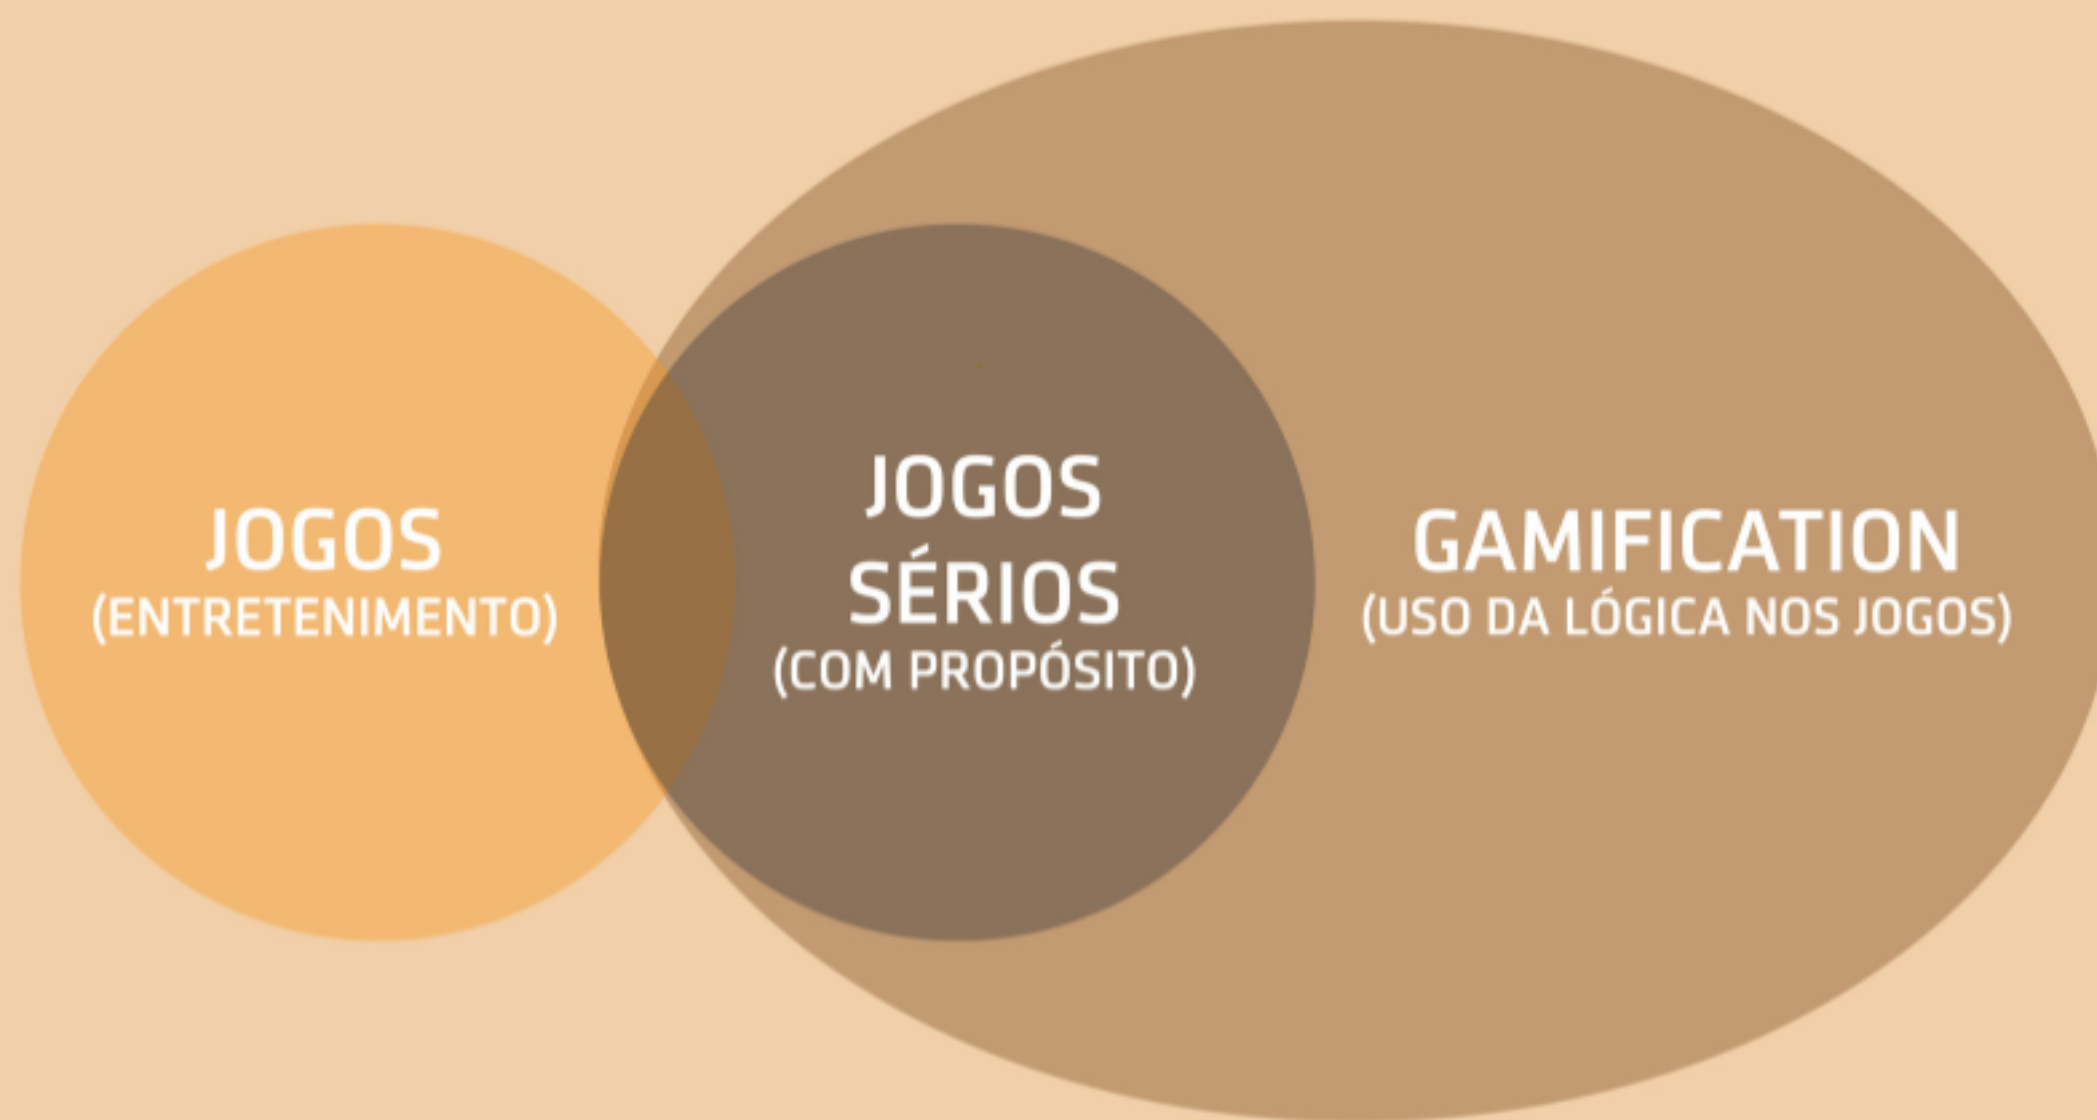 JOGOS
(ENTRETENIMENTO)
JOGOS
SÉRIOS
(COM PROPÓSITO)
GAMIFICATION
(USO DA LÓGICA NOS JOGOS)